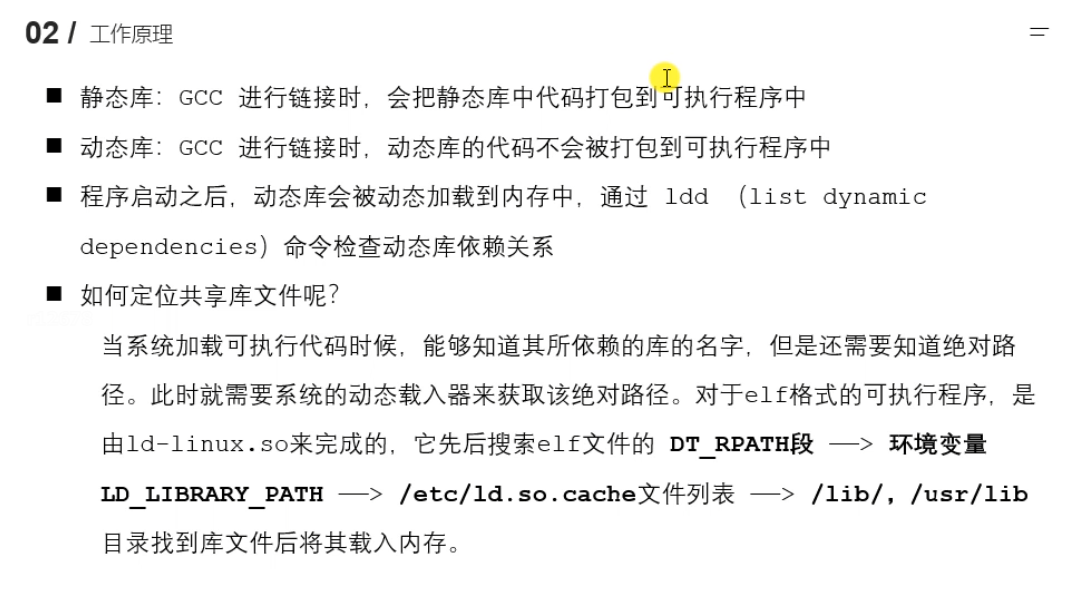 02 / 工作原理
静态库：GCC 进行链接时，会把静态库中代码打包到可执行程序中
动态库：GCC 进行链接时，动态库的代码不会被打包到可执行程序中
程序启动之后，动态库会被动态加载到内存中，通过 ldd （list dynamic
dependencies）命令检查动态库依赖关系
如何定位共享库文件呢？
当系统加载可执行代码时候，能够知道其所依赖的库的名字，但是还需要知道绝对路
径。此时就需要系统的动态载入器来获取该绝对路径。对于elf格式的可执行程序，是
由ld-linux.so来完成的，它先后搜索elf文件的 DT_RPATH段 ——> 环境变量
LD_LIBRARY_PATH ——> /etc/ld.so.cache文件列表 ——> /lib/，/usr/lib
目录找到库文件后将其载入内存。